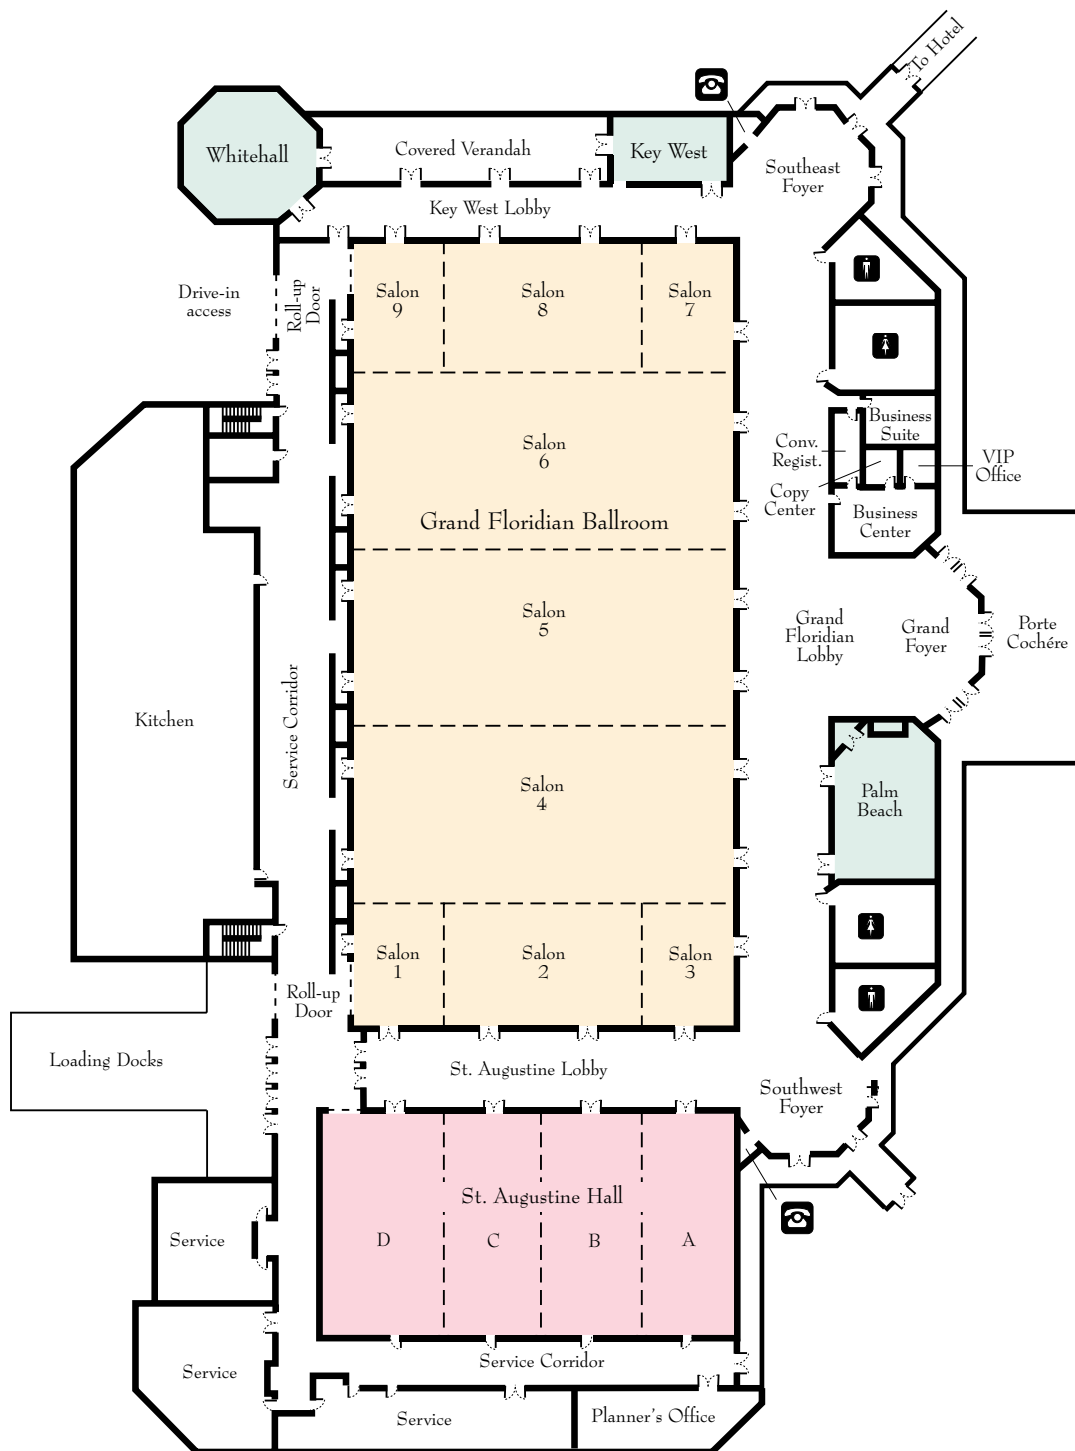 To Hotel
Whitehall
Covered Verandah
Key West
Southeast
Foyer
Key West Lobby
Drive-in
access
Roll-up
Door
Salon
9
Salon
8
Salon
7
Salon
6
Grand Floridian Ballroom
Business
Suite
Conv.
Regist.
VIP
Office
Copy
Center
Business
Center
Salon
5
Grand
Floridian
Lobby
Grand
Foyer
Porte
Cochére
Kitchen
Service Corridor
Salon
4
Palm
Beach
Salon
1
Salon
2
Salon
3
Roll-up
Door
Loading Docks
St. Augustine Lobby
Southwest
Foyer
St. Augustine Hall
D
C
B
A
Service
Service Corridor
Service
Service
Planner's Office